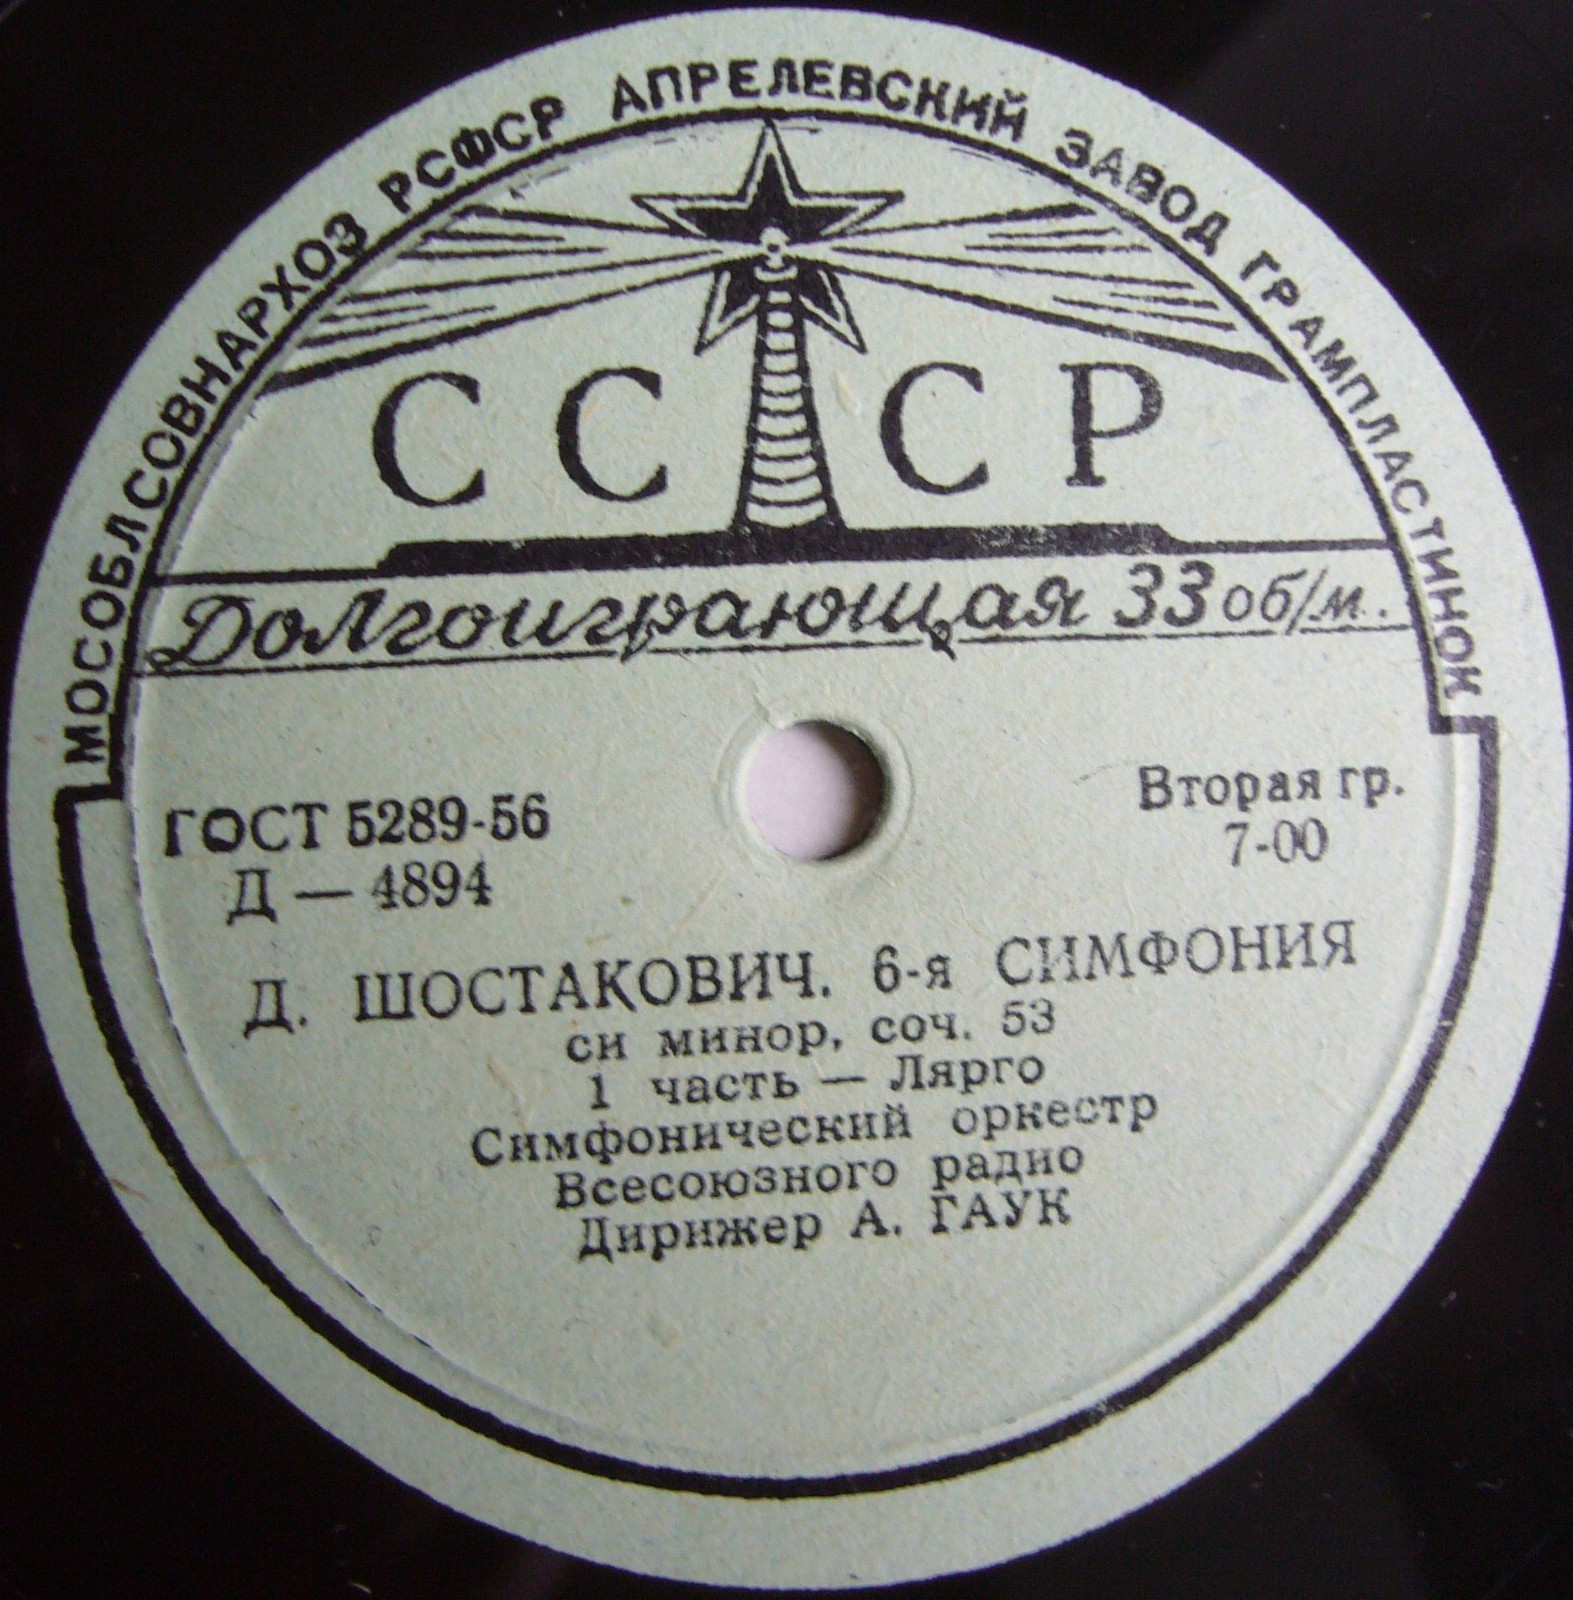 МОСОБЛСОВНАРХОЗ РСФСР АПРЕЛЕВСКИЙ ЗАВОД ГРАМПЛАСТИНОК
СССР
Долгоиграющая 33 об/м.
ГОСТ 5289-56
Д — 4894
Вторая гр.
7-00
Д. ШОСТАКОВИЧ. 6-я СИМФОНИЯ
си минор, соч. 53
1 часть — Лярго
Симфонический оркестр
Всесоюзного радио
Дирижер А. ГАУК